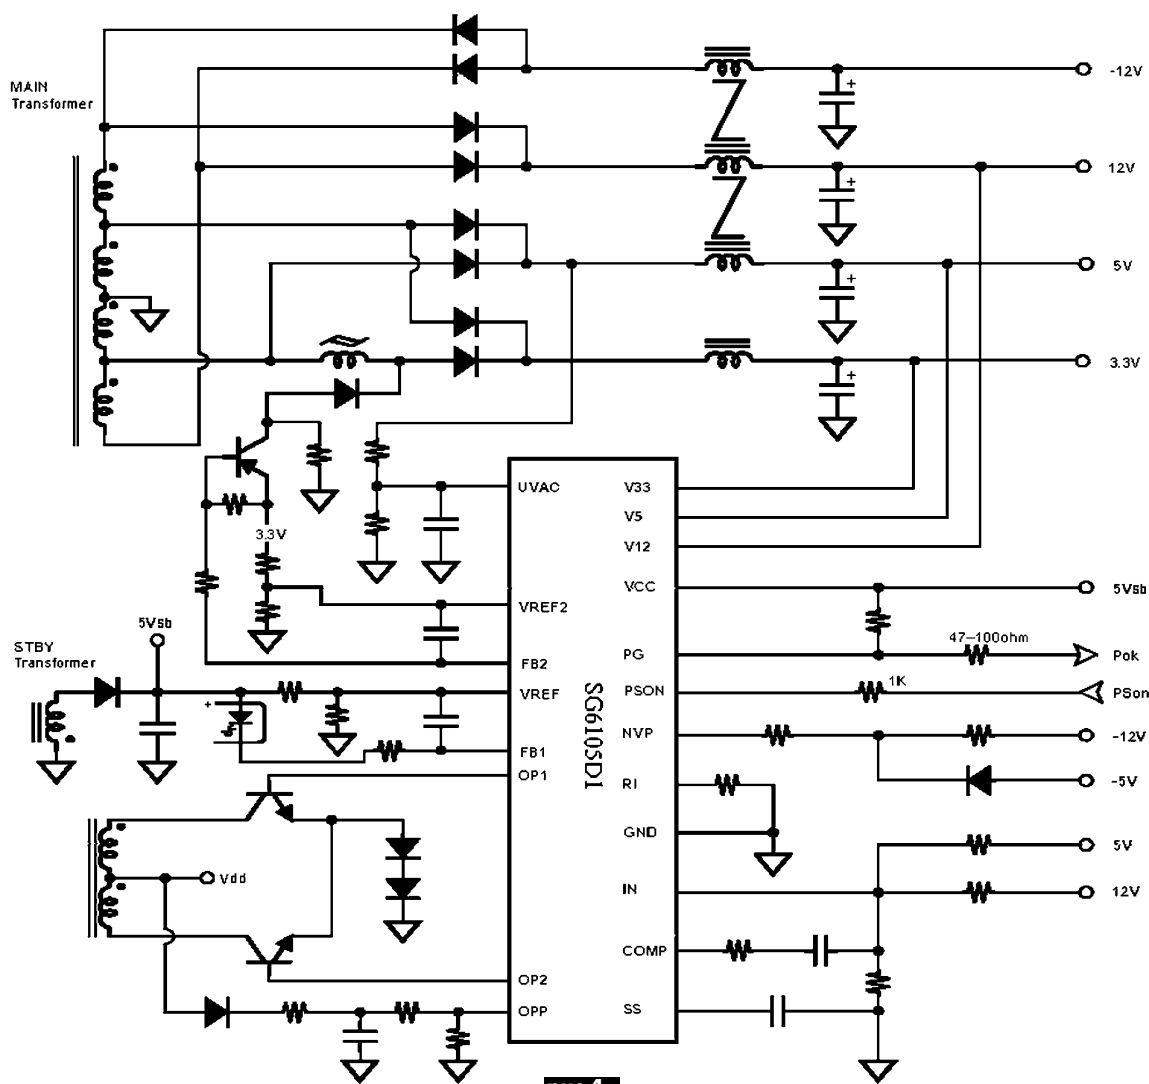 -12V
MAIN
Transformer
12V
5V
3.3V
UVAC
V33
V5
V12
3.3V
VCC
5Vsb
VREF2
5Vsb
STBY
Transformer
47-100ohm
PG
Pok
FB2
1K
VREF
PSON
PSon
+
SG6105D1
NVP
-12V
FB1
OP1
RI
-5V
GND
5V
Vdd
IN
12V
COMP
OP2
OPP
SS